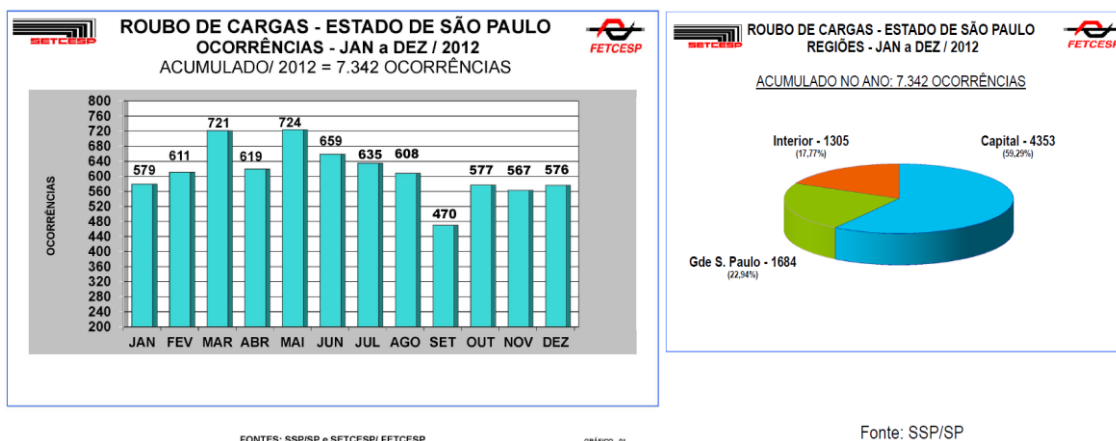 SETCESP
ROUBO DE CARGAS - ESTADO DE SÃO PAULO
OCORRÊNCIAS - JAN a DEZ / 2012
ACUMULADO/ 2012 = 7.342 OCORRÊNCIAS
FETCESP
OCORRÊNCIAS
800
760
720
680
640
600
560
520
480
440
400
360
320
280
240
200
579
611
721
619
724
659
635
608
470
577
567
576
JAN FEV MAR ABR MAI JUN JUL AGO SET OUT NOV DEZ
FONTES: SSP/SP e SETCESP/ FETCESP
SETCESP
ROUBO DE CARGAS - ESTADO DE SÃO PAULO
REGIÕES - JAN a DEZ / 2012
FETCESP
ACUMULADO NO ANO: 7.342 OCORRÊNCIAS
Interior - 1305
(17,77%)
Capital - 4353
(59,29%)
Gde S. Paulo - 1684
(22,94%)
Fonte: SSP/SP